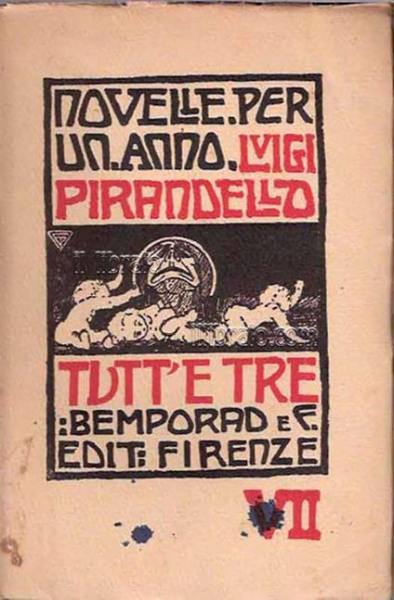 NOVELLE.PER
UN.ANNO.LUIGI
PIRANDELLO
TUTT'E TRE
:BEMPORAD E F.
EDIT: FIRENZE
VII